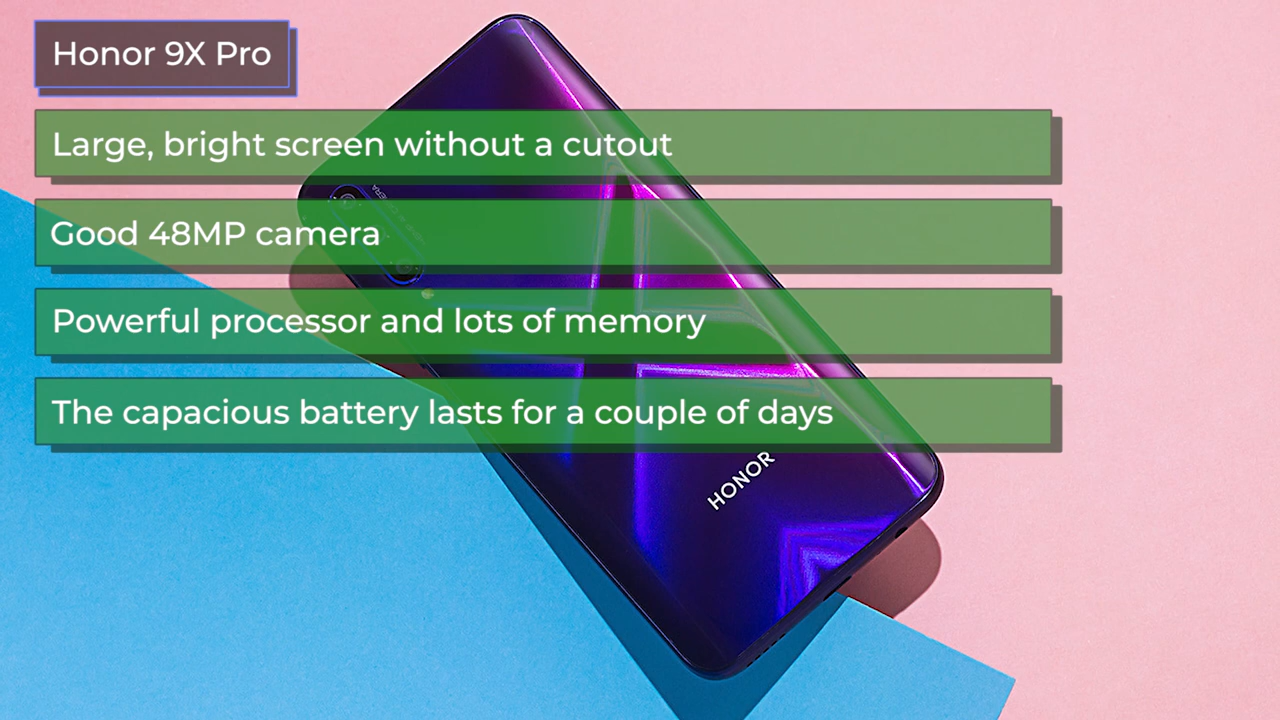 Honor 9X Pro
Large, bright screen without a cutout
Good 48MP camera
Powerful processor and lots of memory
The capacious battery lasts for a couple of days
HONOR